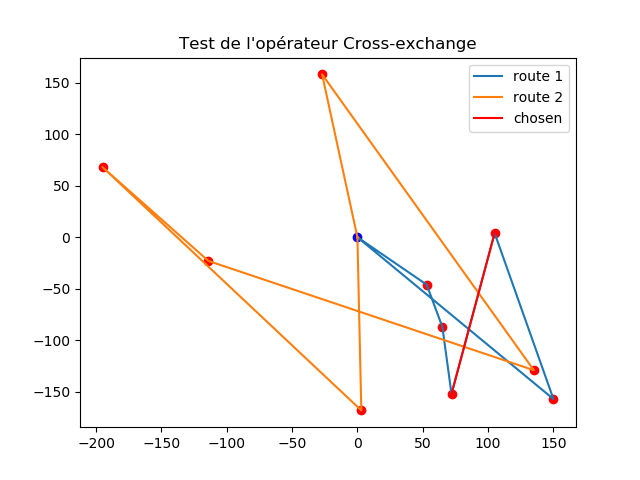 Test de l'opérateur Cross-exchange
route 1
route 2
chosen
150
100
50
0
−50
−100
−150
−200 −150 −100 −50 0 50 100 150